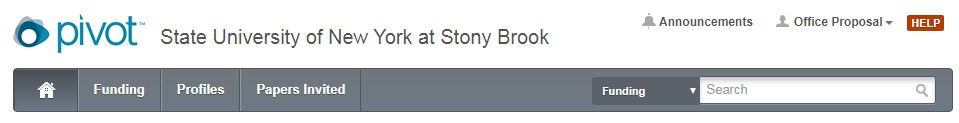 pivot™ State University of New York at Stony Brook
Announcements Office Proposal HELP
Funding Profiles Papers Invited Funding Search